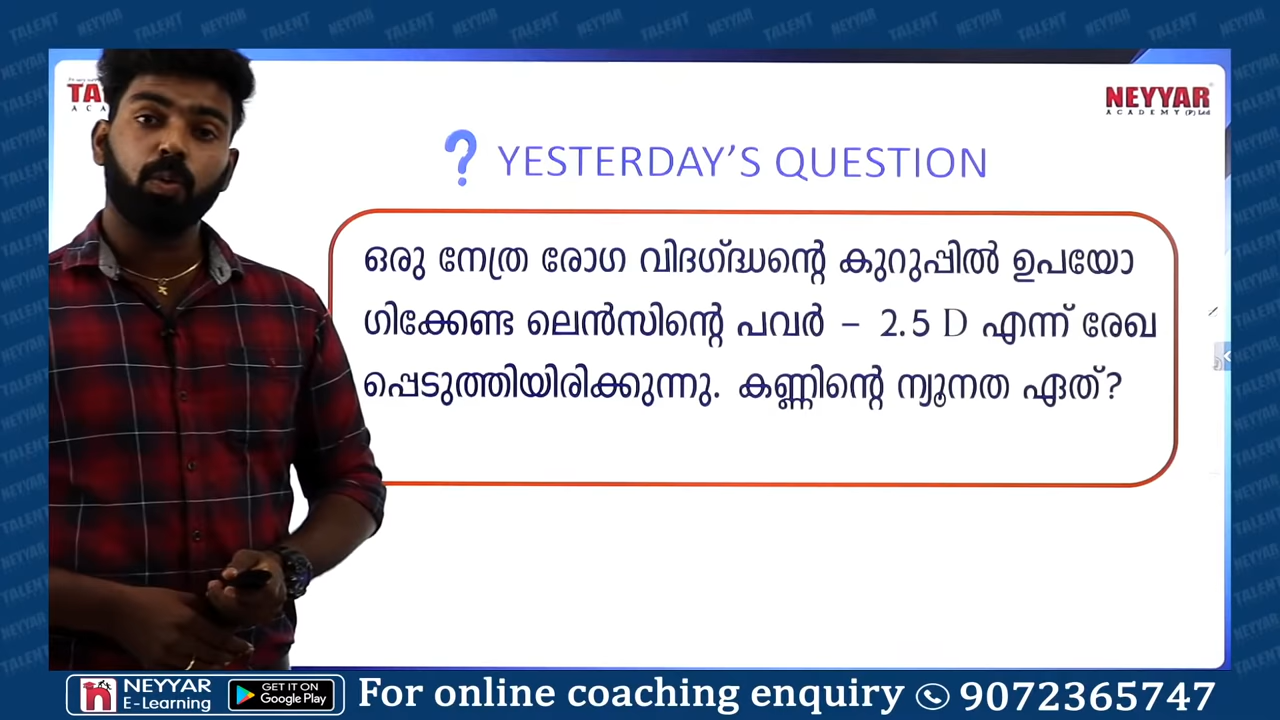 NEYYAR
ACADEMY (P) Ltd
? YESTERDAY'S QUESTION
ഒരു നേത്ര രോഗ വിദഗ്ദ്ധന്റെ കുറുപ്പിൽ ഉപയോ
ഗിക്കേണ്ട ലെൻസിന്റെ പവർ – 2.5 D എന്ന് രേഖ
പ്പെടുത്തിയിരിക്കുന്നു. കണ്ണിന്റെ ന്യൂനത ഏത്?
NEYYAR
E-Learning
GET IT ON
Google Play
For online coaching enquiry 9072365747